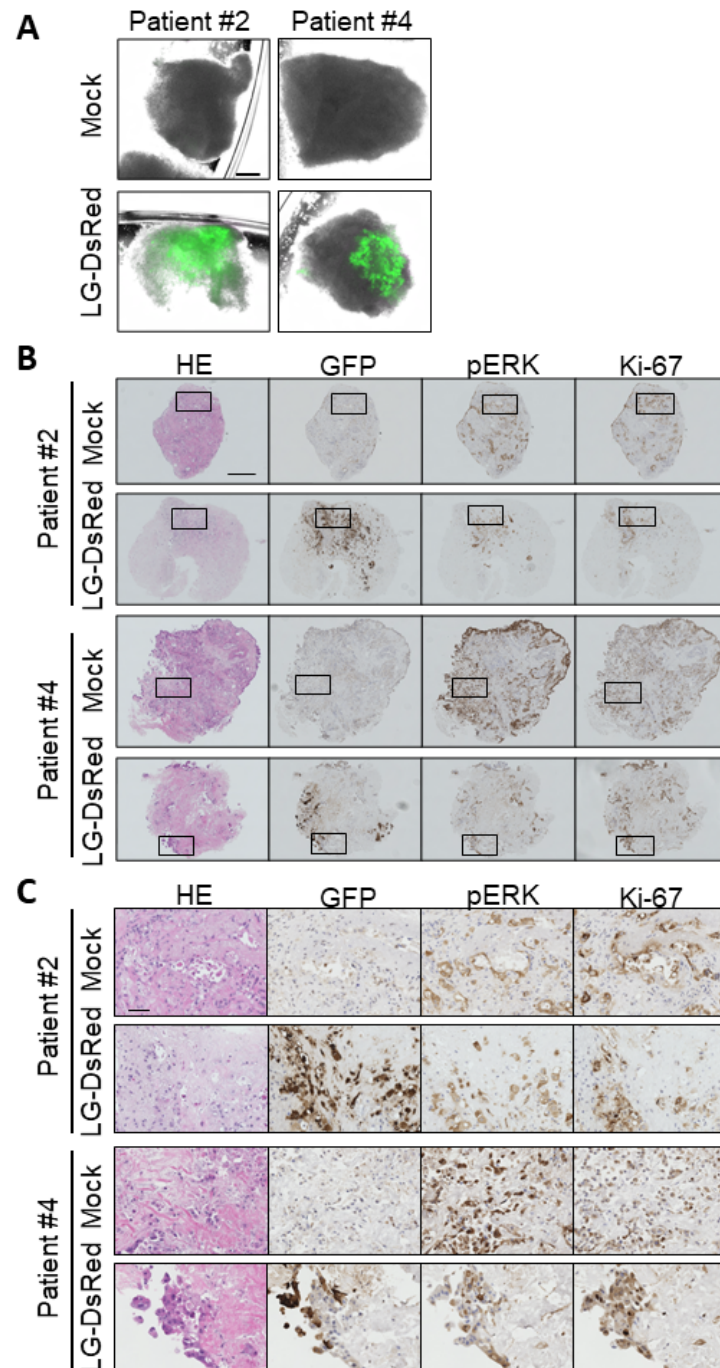 A
Patient #2 Patient #4
Mock
LG-DsRed
B
HE GFP pERK Ki-67
Patient #2
Mock
LG-DsRed
Patient #4
Mock
LG-DsRed
C
HE GFP pERK Ki-67
Patient #2
Mock
LG-DsRed
Patient #4
Mock
LG-DsRed